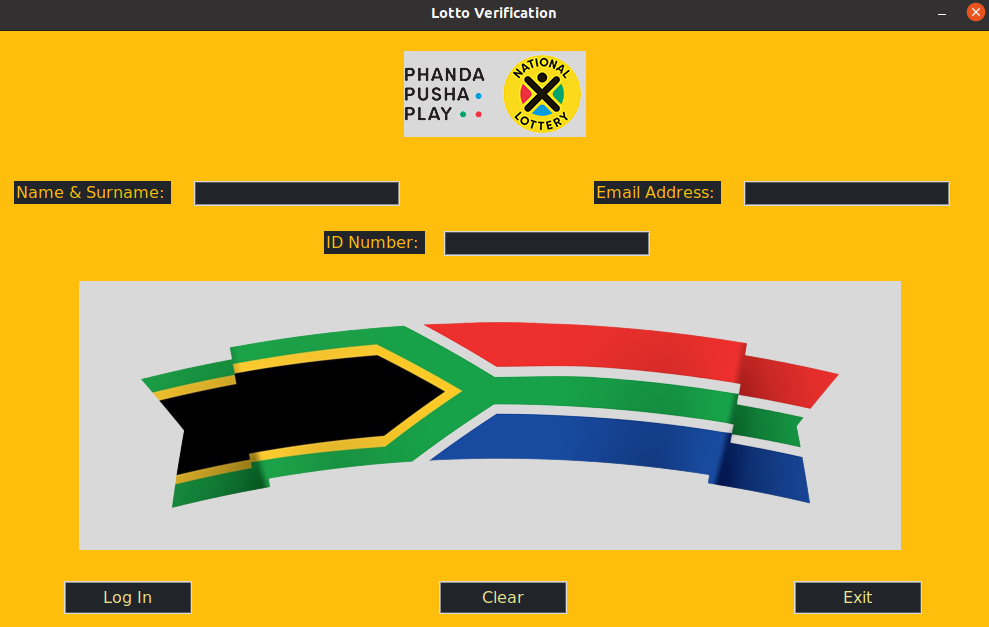 Lotto Verification
PHANDA
PUSHA
PLAY
NATIONAL
LOTTERY
Name & Surname:
Email Address:
ID Number:
Log In
Clear
Exit